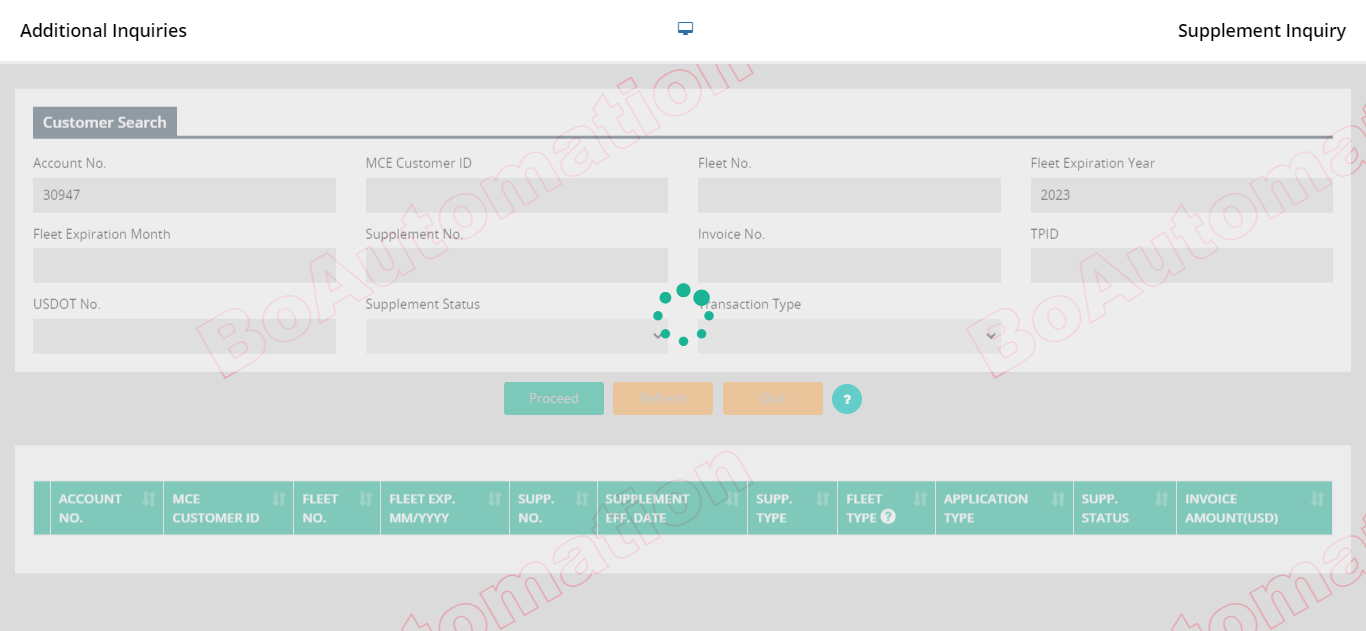 Additional Inquiries
Supplement Inquiry
Customer Search
Account No.
MCE Customer ID
Fleet No.
Fleet Expiration Year
30947
2023
Fleet Expiration Month
Supplement No.
Invoice No.
TPID
USDOT No.
Supplement Status
Transaction Type
Proceed
?
ACCOUNT NO.
MCE CUSTOMER ID
FLEET NO.
FLEET EXP. MM/YYYY
SUPP. NO.
SUPPLEMENT EFF. DATE
SUPP. TYPE
FLEET TYPE ?
APPLICATION TYPE
SUPP. STATUS
INVOICE AMOUNT(USD)
BoAutomation
BoAutomation